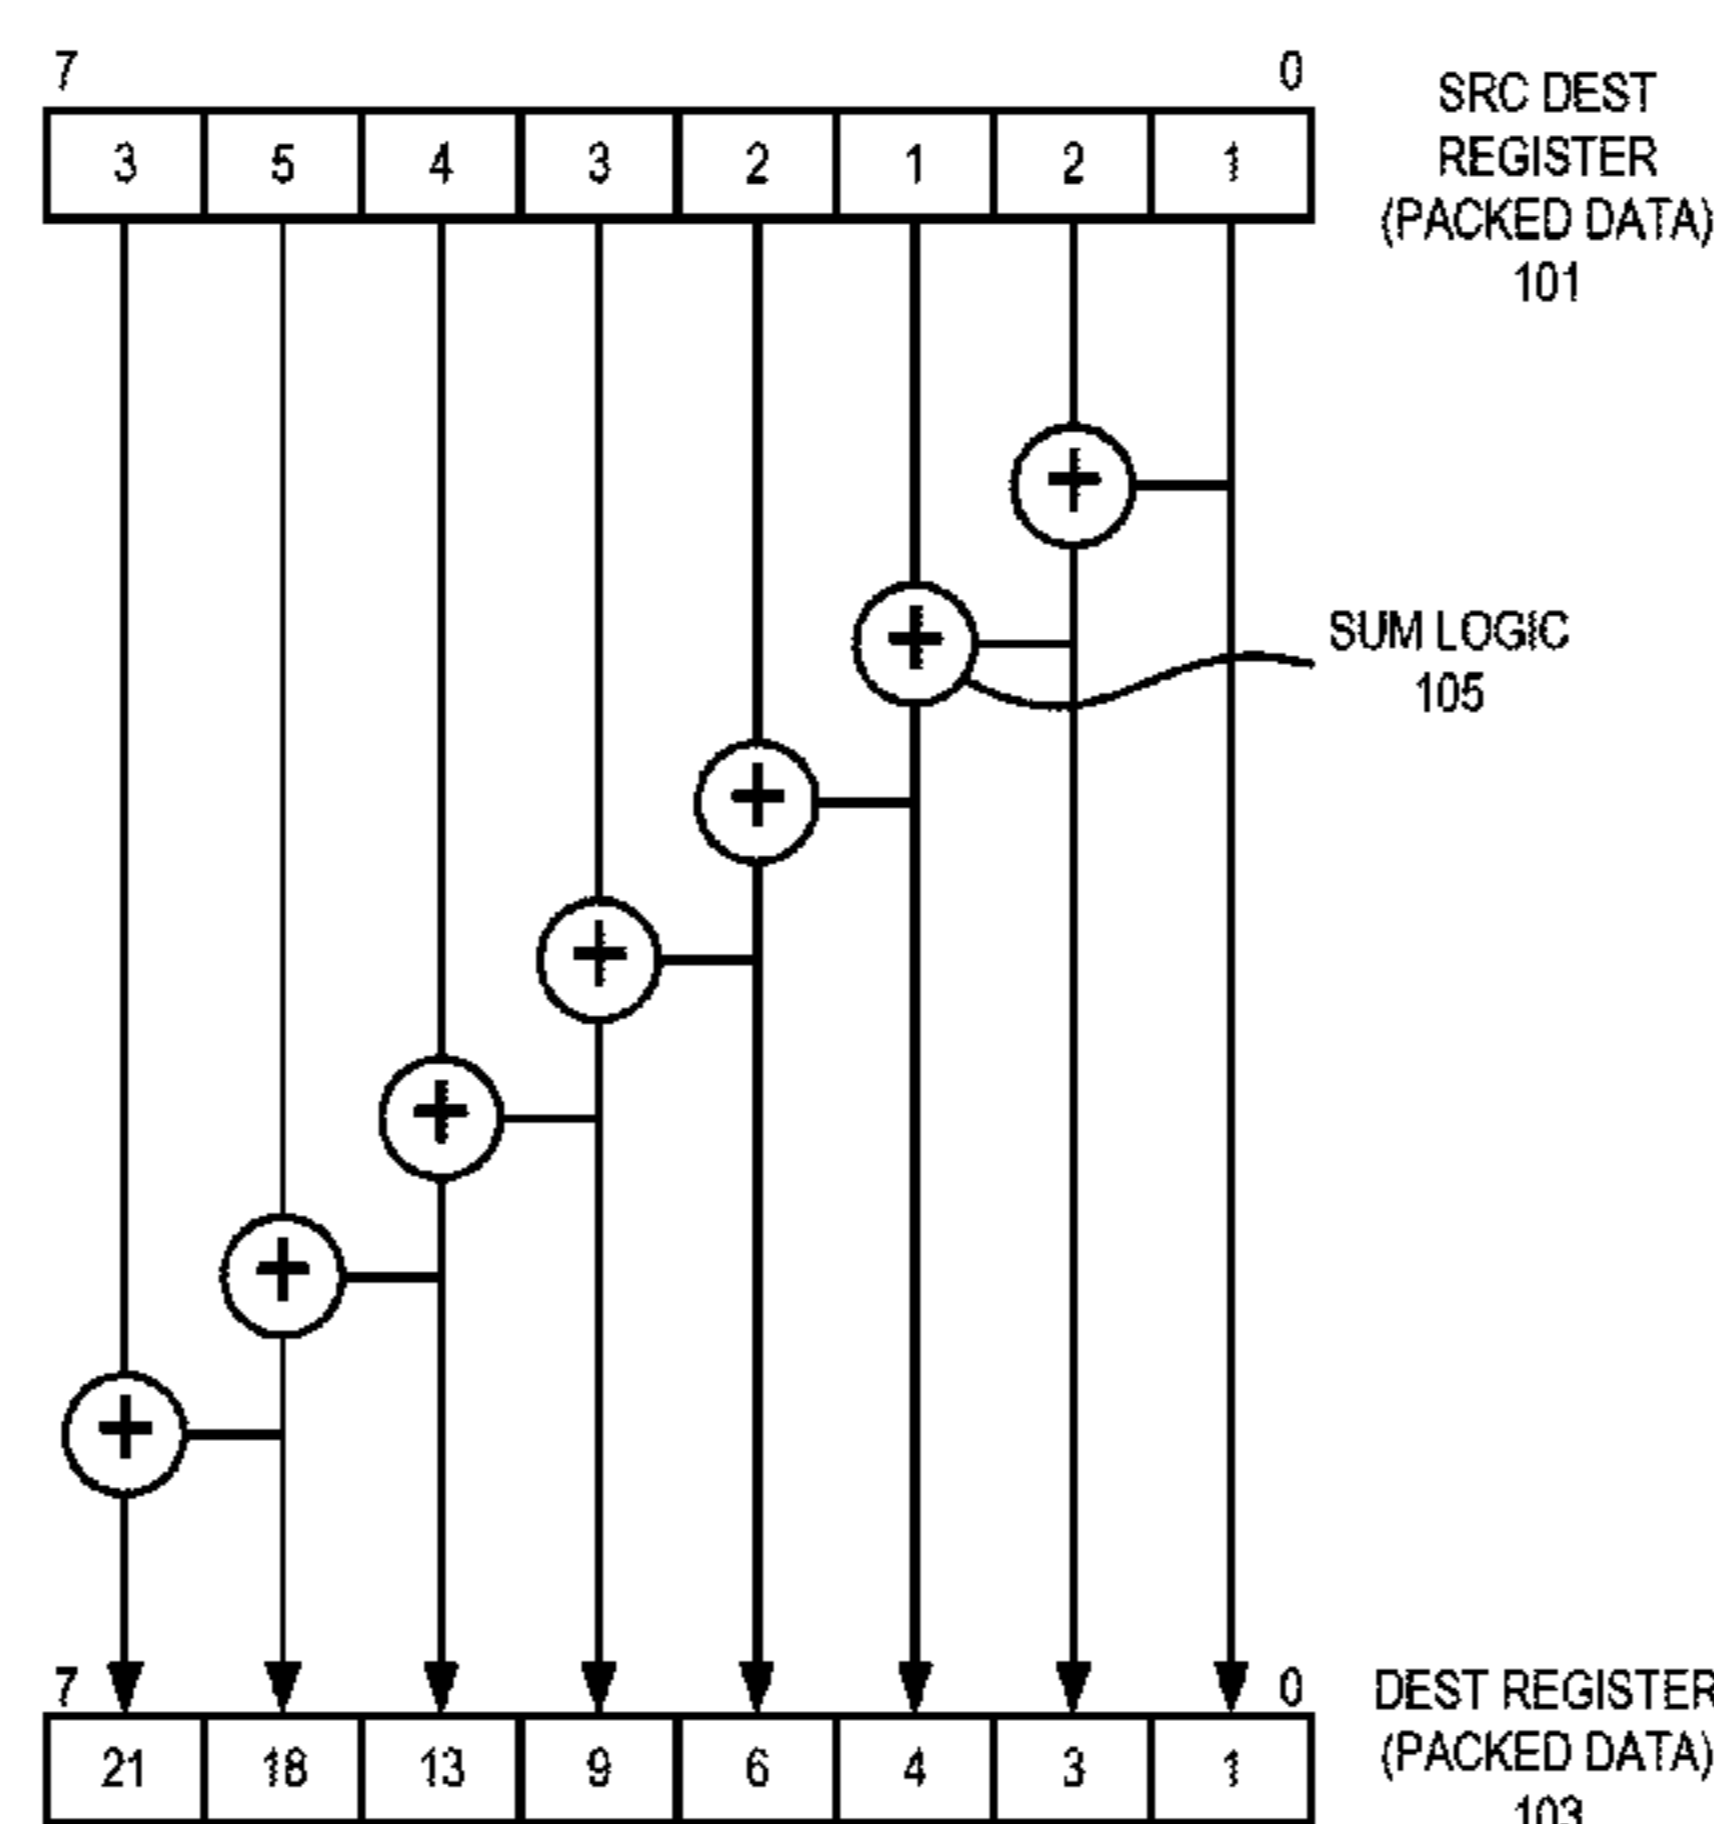 7 0
3 5 4 3 2 1 2 1
SRC DEST
REGISTER
(PACKED DATA)
101
+
+
SUM LOGIC
105
+
+
+
+
+
7 0
21 18 13 9 6 4 3 1
DEST REGISTER
(PACKED DATA)
103